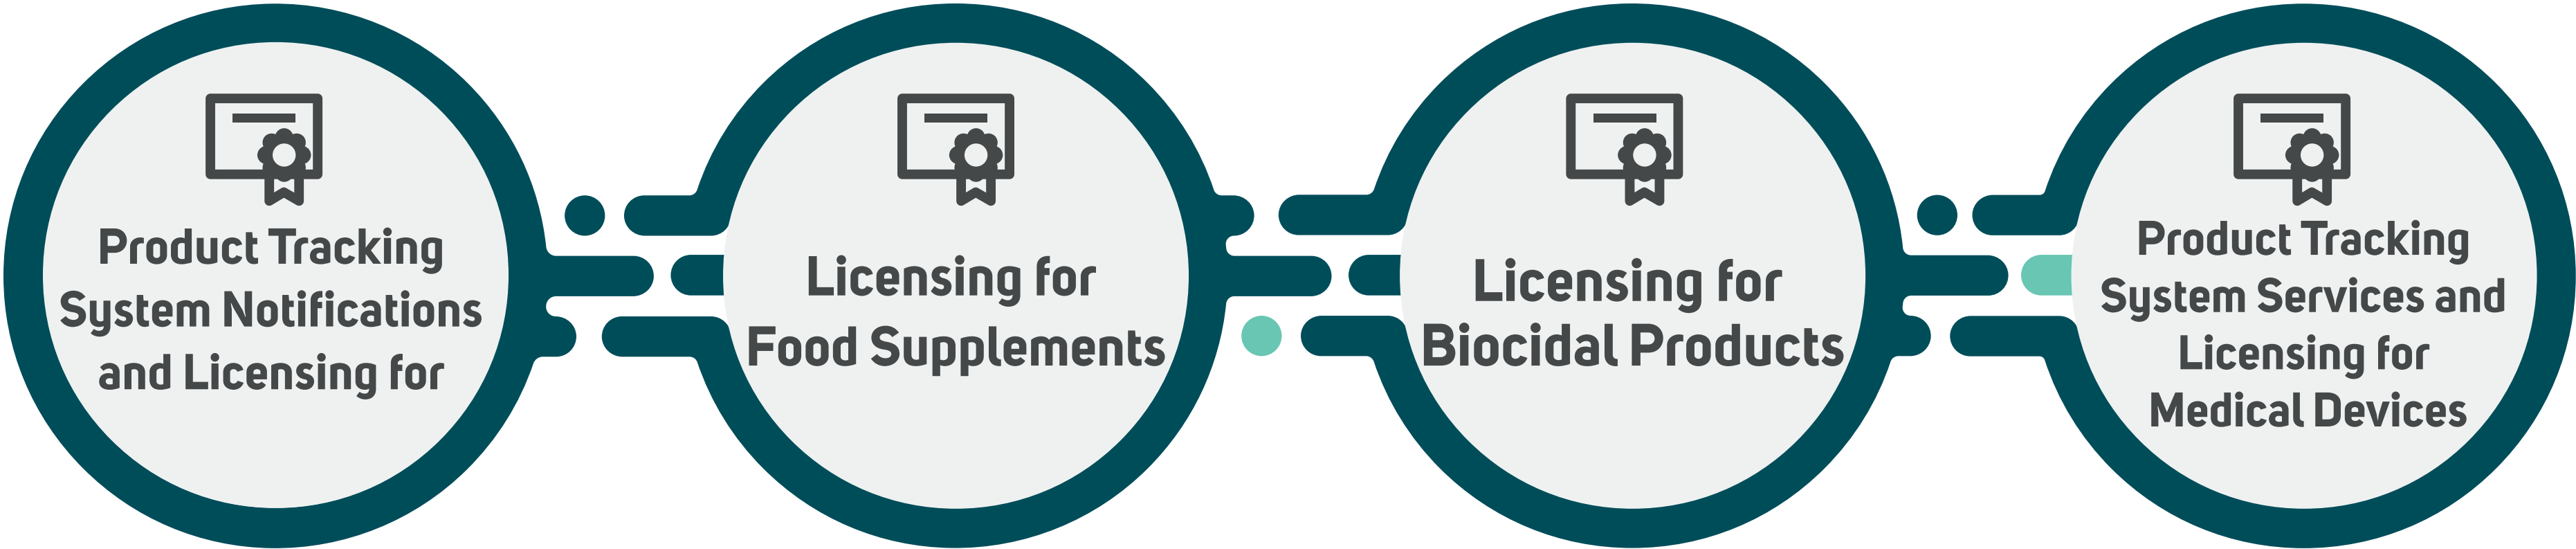 Product Tracking
System Notifications
and Licensing for
Licensing for
Food Supplements
Licensing for
Biocidal Products
Product Tracking
System Services and
Licensing for
Medical Devices